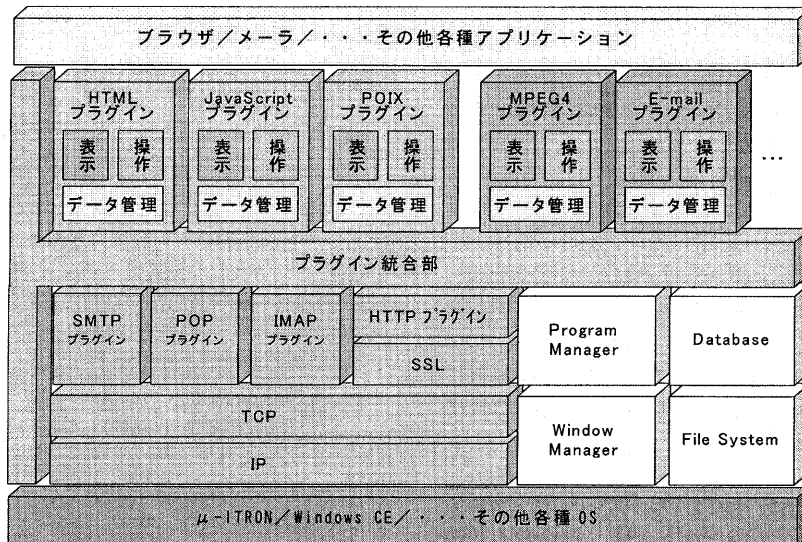 ブラウザ／メーラ／・・・その他各種アプリケーション
HTML
プラグイン
表示
操作
データ管理
JavaScript
プラグイン
表示
操作
データ管理
POIX
プラグイン
表示
操作
データ管理
MPEG4
プラグイン
表示
操作
データ管理
E-mail
プラグイン
表示
操作
データ管理
...
プラグイン統合部
SMTP
プラグイン
POP
プラグイン
IMAP
プラグイン
HTTP プラグイン
SSL
Program
Manager
Database
TCP
IP
Window
Manager
File System
μ-ITRON／Windows CE／・・・その他各種 OS